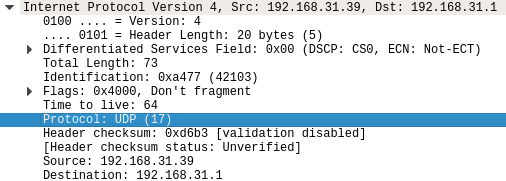 Internet Protocol Version 4, Src: 192.168.31.39, Dst: 192.168.31.1
0100 .... = Version: 4
.... 0101 = Header Length: 20 bytes (5)
Differentiated Services Field: 0x00 (DSCP: CS0, ECN: Not-ECT)
Total Length: 73
Identification: 0xa477 (42103)
Flags: 0x4000, Don't fragment
Time to live: 64
Protocol: UDP (17)
Header checksum: 0xd6b3 [validation disabled]
[Header checksum status: Unverified]
Source: 192.168.31.39
Destination: 192.168.31.1